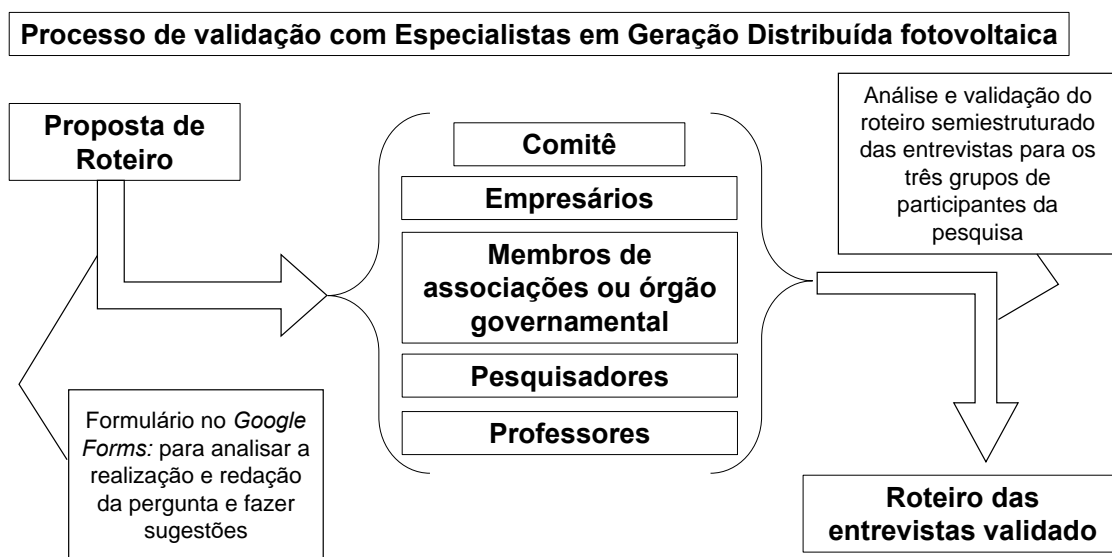 Processo de validação com Especialistas em Geração Distribuída fotovoltaica
Proposta de
Roteiro
Formulário no Google
Forms: para analisar a
realização e redação
da pergunta e fazer
sugestões
Comitê
Empresários
Membros de
associações ou órgão
governamental
Pesquisadores
Professores
Análise e validação do
roteiro semiestruturado
das entrevistas para os
três grupos de
participantes da
pesquisa
Roteiro das
entrevistas validado